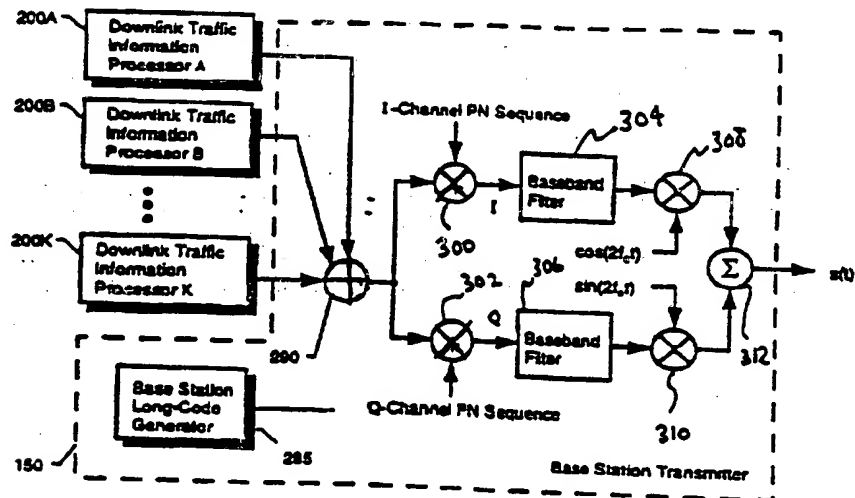 200A
Downlink Traffic
Information
Processor A
200B
Downlink Traffic
Information
Processor B
200K
Downlink Traffic
Information
Processor K
I-Channel PN Sequence
304
308
Baseband
Filter
I
300
cos(2f_c t)
Σ
s(t)
302
306
sin(2f_c t)
Q
Baseband
Filter
312
290
310
Q-Channel PN Sequence
Base Station
Long-Code
Generator
285
150
Base Station Transmitter